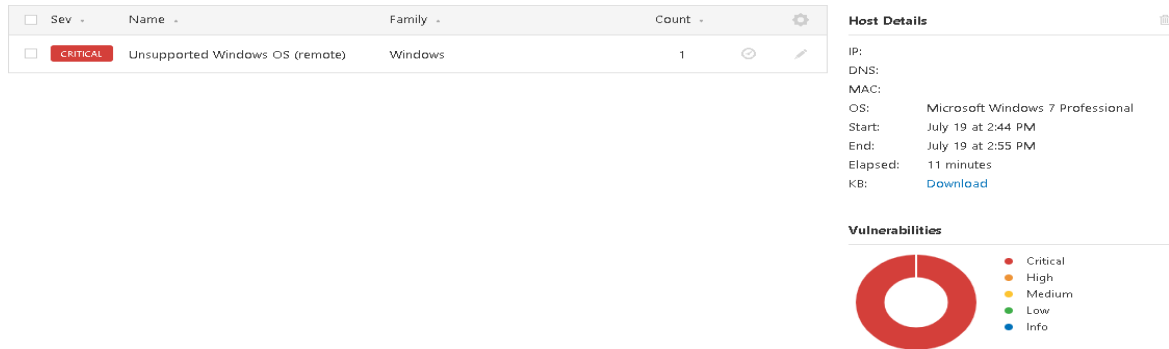 Sev Name Family Count
CRITICAL Unsupported Windows OS (remote) Windows 1
Host Details
IP:
DNS:
MAC:
OS: Microsoft Windows 7 Professional
Start: July 19 at 2:44 PM
End: July 19 at 2:55 PM
Elapsed: 11 minutes
KB: Download
Vulnerabilities
Critical
High
Medium
Low
Info